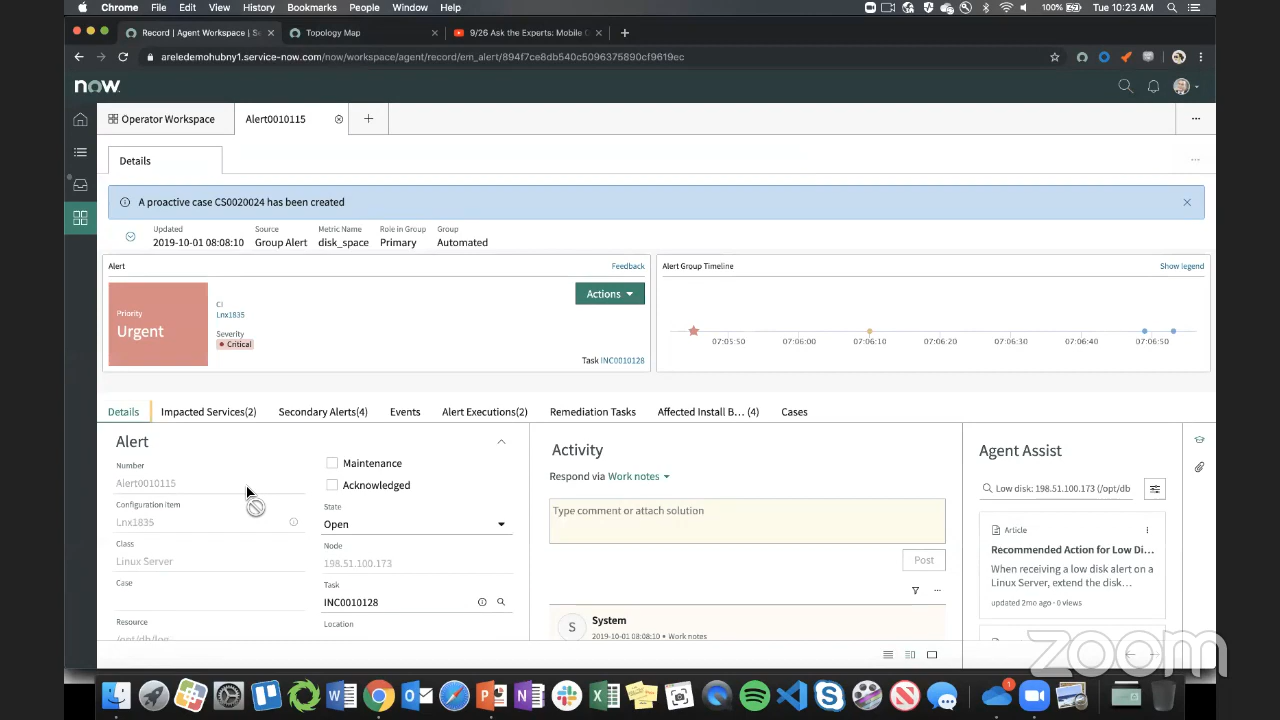 Chrome File Edit View History Bookmarks People Window Help 100% Tue 10:23 AM
Record | Agent Workspace | S Topology Map 9/26 Ask the Experts: Mobile
areledemohubny1.service-now.com/now/workspace/agent/record/em_alert/894f7ce8db540c5096375890cf9619ec
now
Operator Workspace Alert0010115
Details
A proactive case CS0020024 has been created
Updated Source Metric Name Role in Group Group
2019-10-01 08:08:10 Group Alert disk_space Primary Automated
Alert Feedback
Alert Group Timeline Show legend
Actions
Priority
Urgent
CI
Lnx1835
Severity
Critical
Task INC0010128
07:05:50 07:06:00 07:06:10 07:06:20 07:06:30 07:06:40 07:06:50
Details Impacted Services(2) Secondary Alerts(4) Events Alert Executions(2) Remediation Tasks Affected Install B... (4) Cases
Alert
Number
Alert0010115
Configuration item
Lnx1835
Class
Linux Server
Case
Resource
/opt/db/log
Maintenance
Acknowledged
State
Open
Node
198.51.100.173
Task
INC0010128
Location
Activity
Respond via Work notes
Type comment or attach solution
Post
S
System
2019-10-01 08:08:10 • Work notes
Agent Assist
Low disk: 198.51.100.173 (/opt/db
Article
Recommended Action for Low Di...
When receiving a low disk alert on a
Linux Server, extend the disk...
updated 2mo ago · 0 views
zoom